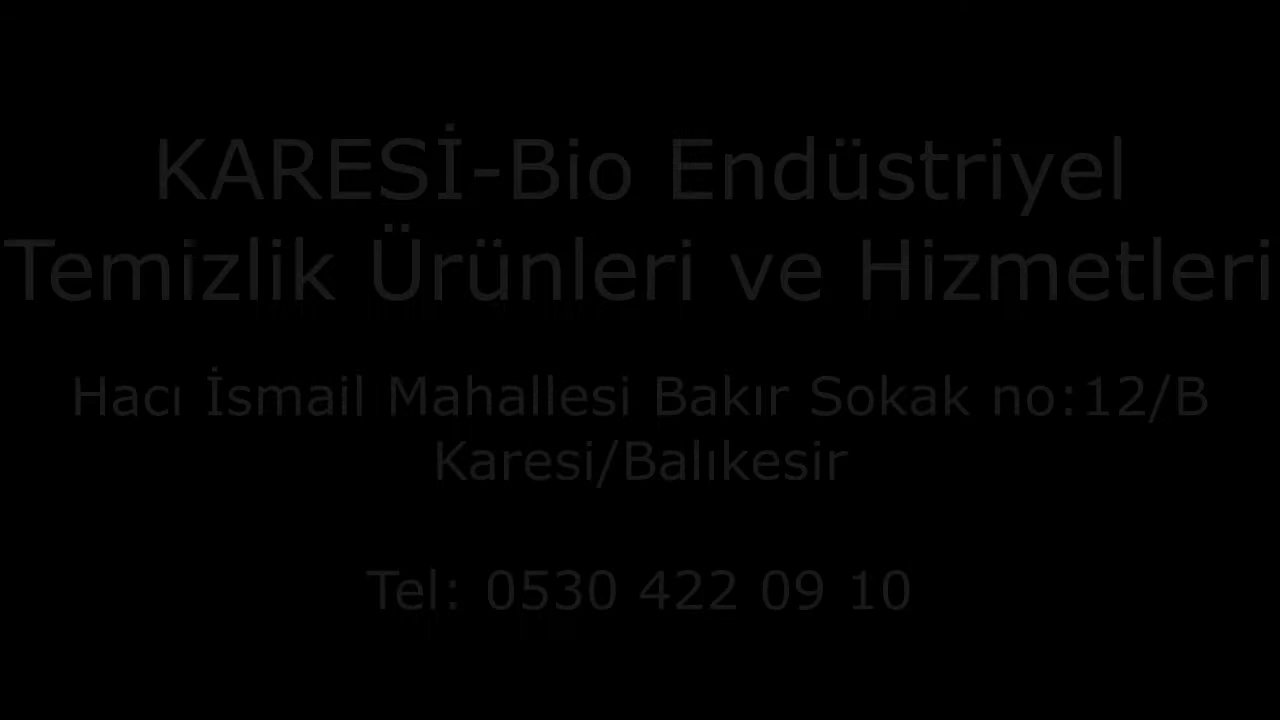 KARESİ-Bio Endüstriyel
Temizlik Ürünleri ve Hizmetleri
Hacı İsmail Mahallesi Bakır Sokak no:12/B
Karesi/Balıkesir
Tel: 0530 422 09 10